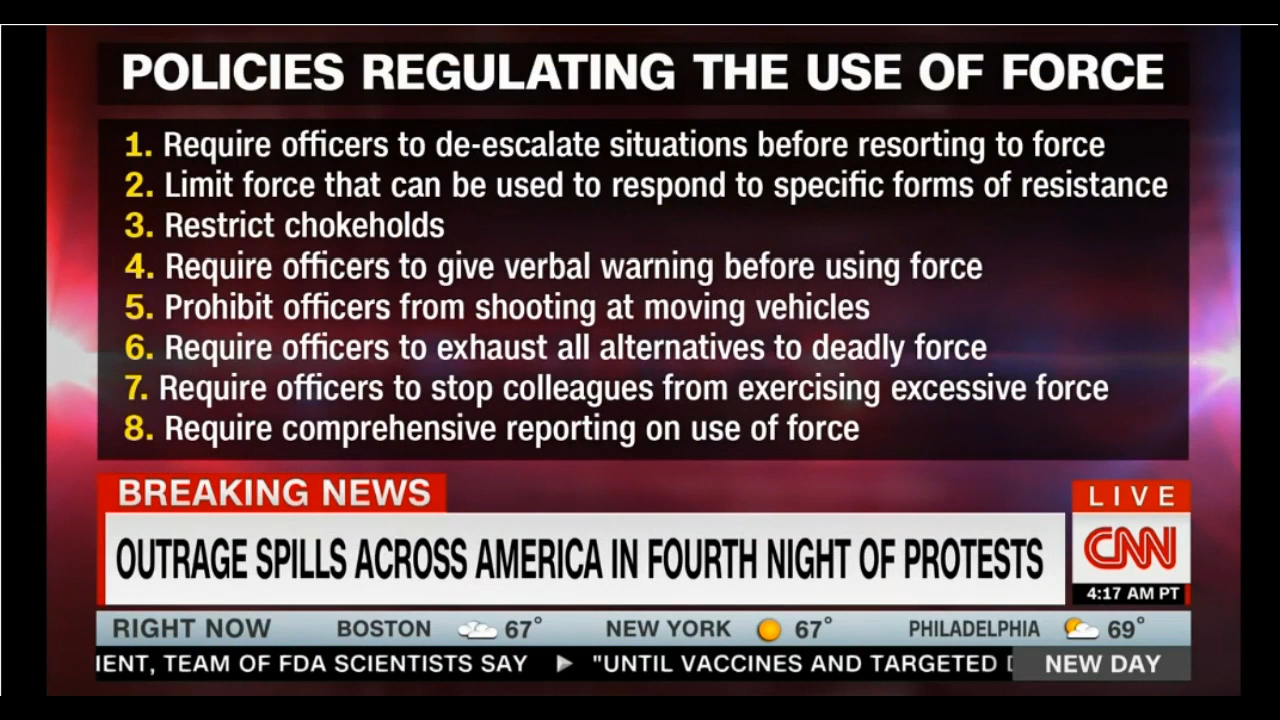 POLICIES REGULATING THE USE OF FORCE
1. Require officers to de-escalate situations before resorting to force
2. Limit force that can be used to respond to specific forms of resistance
3. Restrict chokeholds
4. Require officers to give verbal warning before using force
5. Prohibit officers from shooting at moving vehicles
6. Require officers to exhaust all alternatives to deadly force
7. Require officers to stop colleagues from exercising excessive force
8. Require comprehensive reporting on use of force
BREAKING NEWS
LIVE
OUTRAGE SPILLS ACROSS AMERICA IN FOURTH NIGHT OF PROTESTS
CNN
4:17 AM PT
RIGHT NOW BOSTON 67° NEW YORK 67° PHILADELPHIA 69°
IENT, TEAM OF FDA SCIENTISTS SAY ▶ "UNTIL VACCINES AND TARGETED
NEW DAY